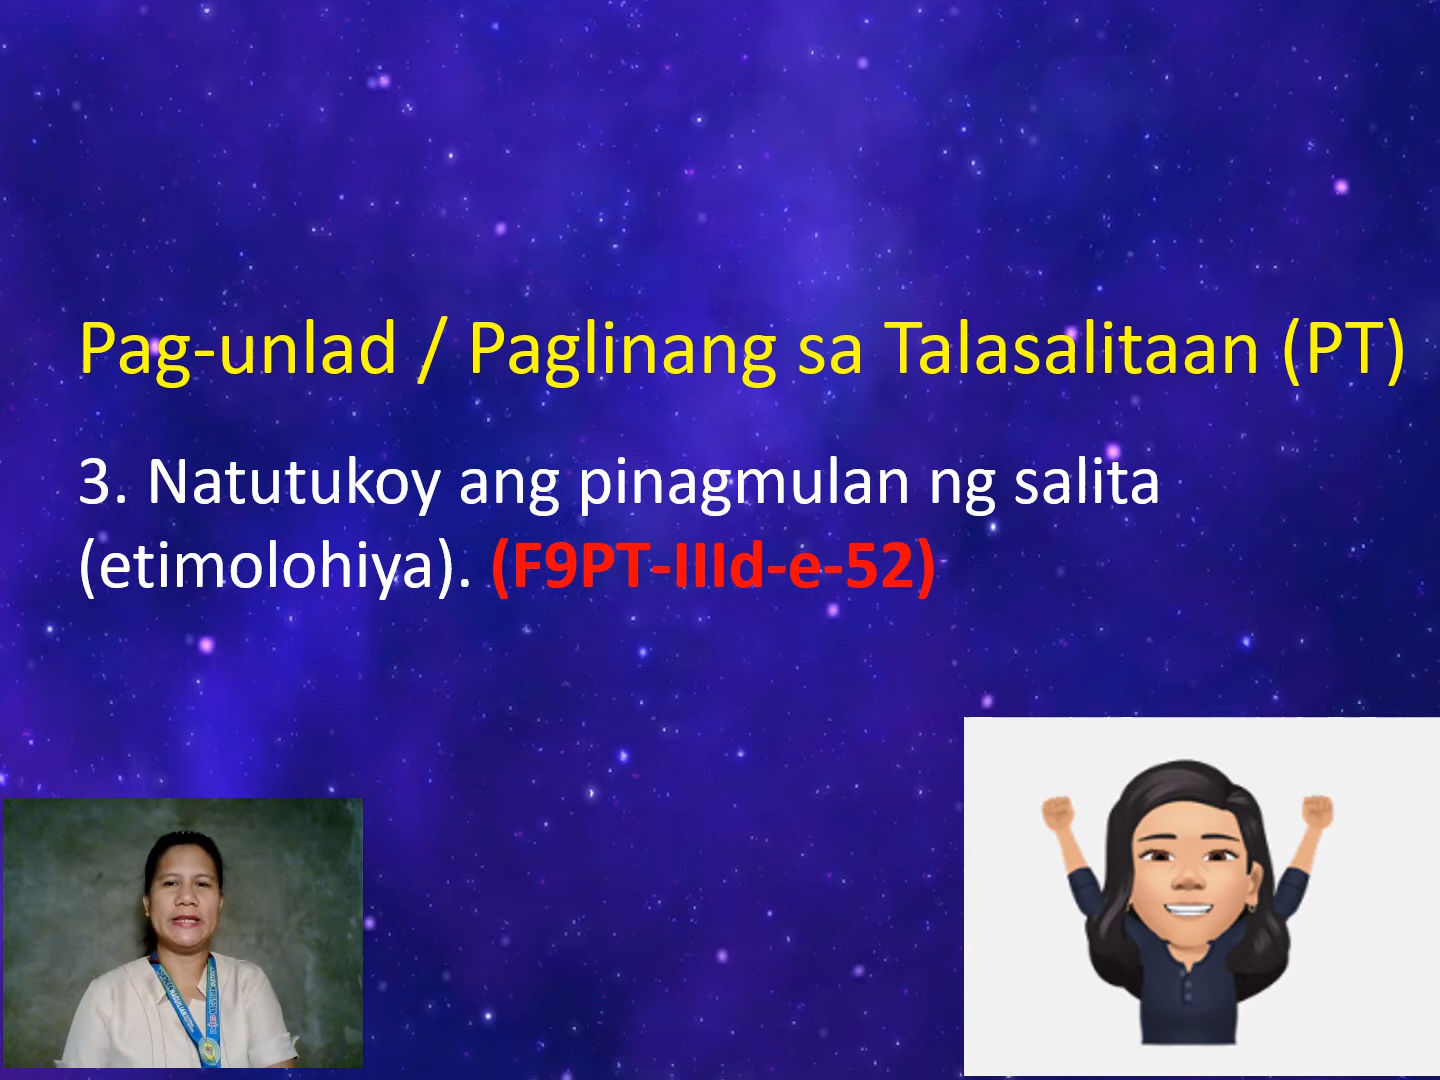 Pag-unlad / Paglinang sa Talasalitaan (PT)
3. Natutukoy ang pinagmulan ng salita
(etimolohiya). (F9PT-IIId-e-52)